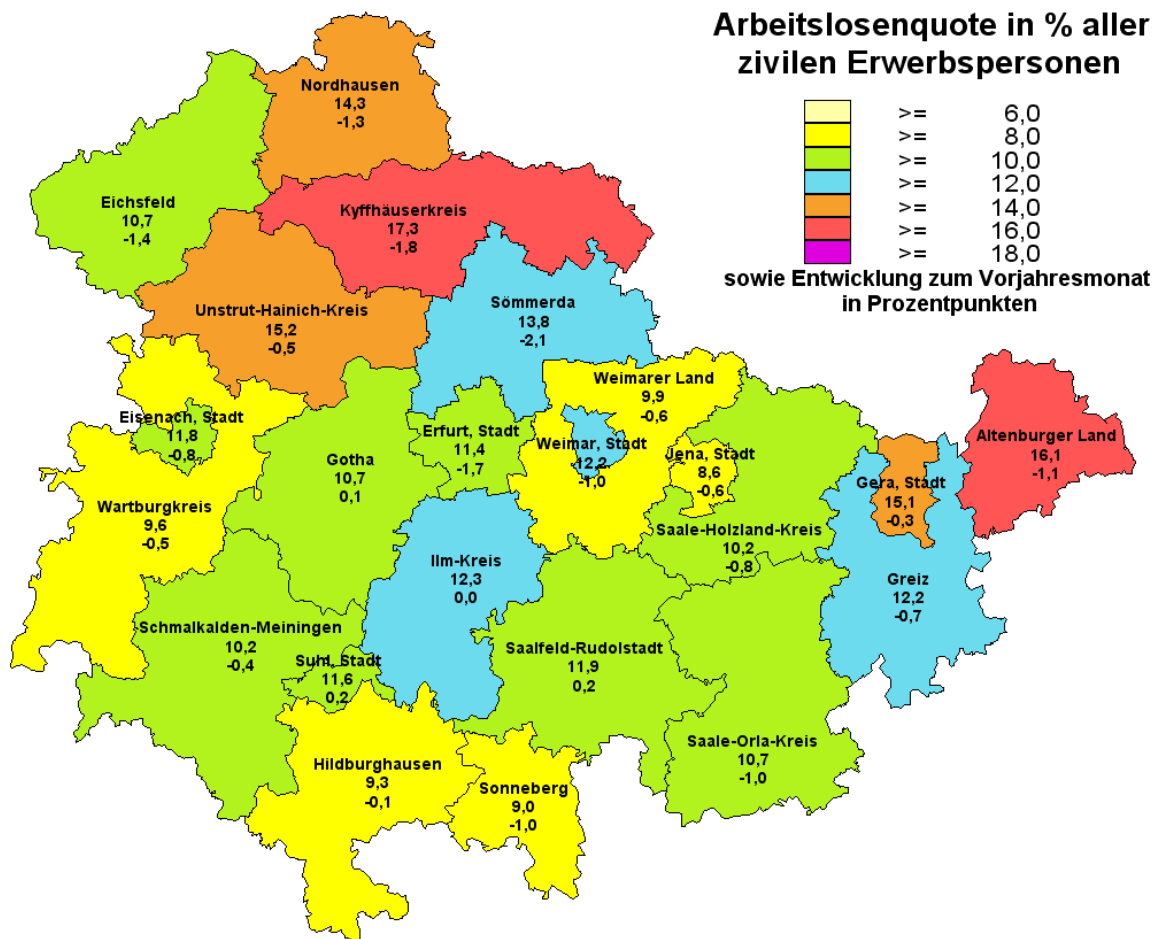 Arbeitslosenquote in % aller
zivilen Erwerbspersonen
>= 6,0
>= 8,0
>= 10,0
>= 12,0
>= 14,0
>= 16,0
>= 18,0
sowie Entwicklung zum Vorjahresmonat
in Prozentpunkten
Nordhausen
14,3
-1,3
Eichsfeld
10,7
-1,4
Kyffhäuserkreis
17,3
-1,8
Unstrut-Hainich-Kreis
15,2
-0,5
Sömmerda
13,8
-2,1
Weimarer Land
9,9
-0,6
Eisenach, Stadt
11,8
-0,8
Erfurt, Stadt
11,4
-1,7
Weimar, Stadt
12,2
-1,0
Jena, Stadt
8,6
-0,6
Altenburger Land
16,1
-1,1
Gotha
10,7
0,1
Gera, Stadt
15,1
-0,3
Wartburgkreis
9,6
-0,5
Saale-Holzland-Kreis
10,2
-0,8
Ilm-Kreis
12,3
0,0
Greiz
12,2
-0,7
Schmalkalden-Meiningen
10,2
-0,4
Suhl, Stadt
11,6
0,2
Saalfeld-Rudolstadt
11,9
0,2
Saale-Orla-Kreis
10,7
-1,0
Hildburghausen
9,3
-0,1
Sonneberg
9,0
-1,0